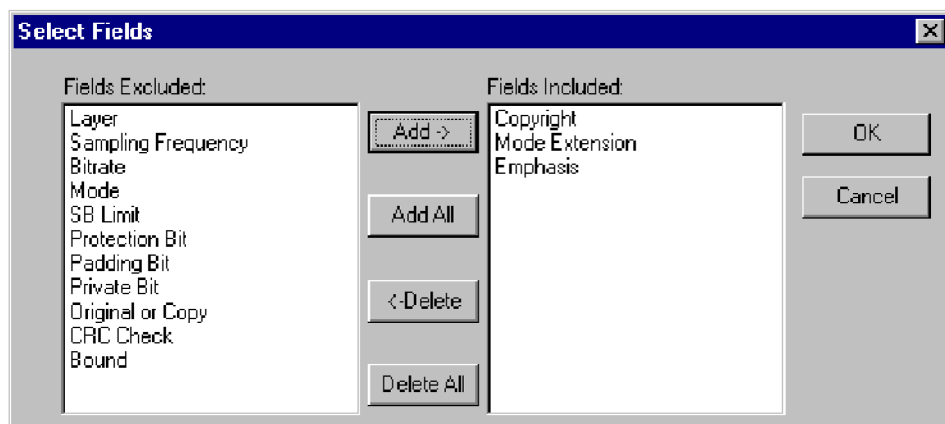 Select Fields
Fields Excluded:
Layer
Sampling Frequency
Bitrate
Mode
SB Limit
Protection Bit
Padding Bit
Private Bit
Original or Copy
CRC Check
Bound
Add ->
Add All
<-Delete
Delete All
Fields Included:
Copyright
Mode Extension
Emphasis
OK
Cancel